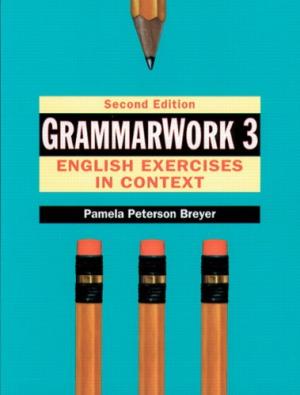 Second Edition
GRAMMARWORK 3
ENGLISH EXERCISES
IN CONTEXT
Pamela Peterson Breyer